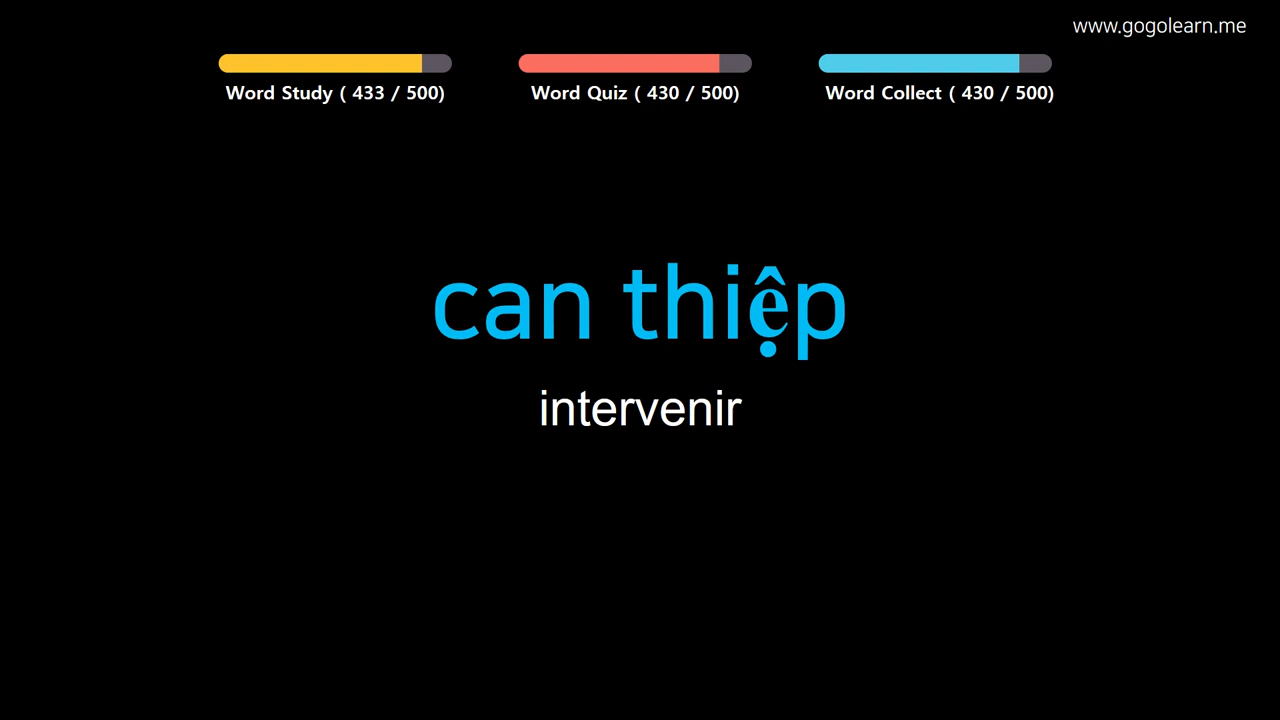 www.gogolearn.me
Word Study ( 433 / 500)
Word Quiz ( 430 / 500)
Word Collect ( 430 / 500)
can thiệp
intervenir